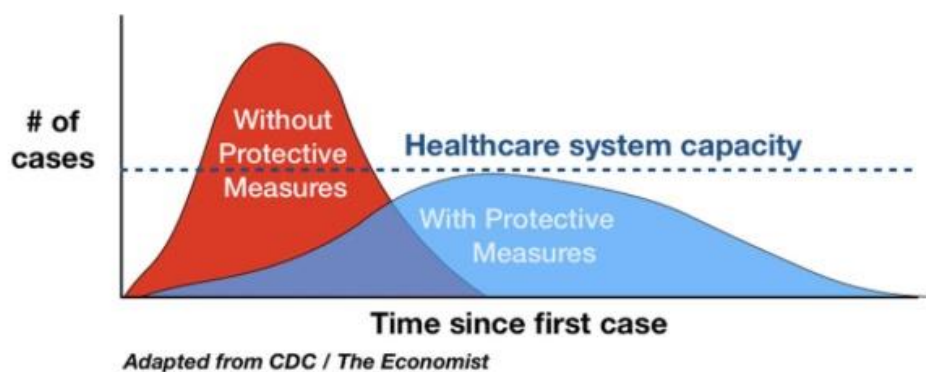 # of
cases
Without
Protective
Measures
Healthcare system capacity
With Protective
Measures
Time since first case
Adapted from CDC / The Economist